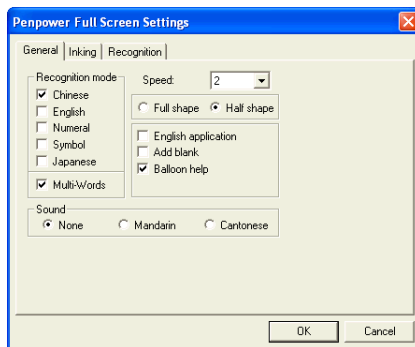 Penpower Full Screen Settings
General Inking Recognition
Recognition mode
Chinese
English
Numeral
Symbol
Japanese
Multi-Words
Speed: 2
Full shape Half shape
English application
Add blank
Balloon help
Sound
None Mandarin Cantonese
OK Cancel